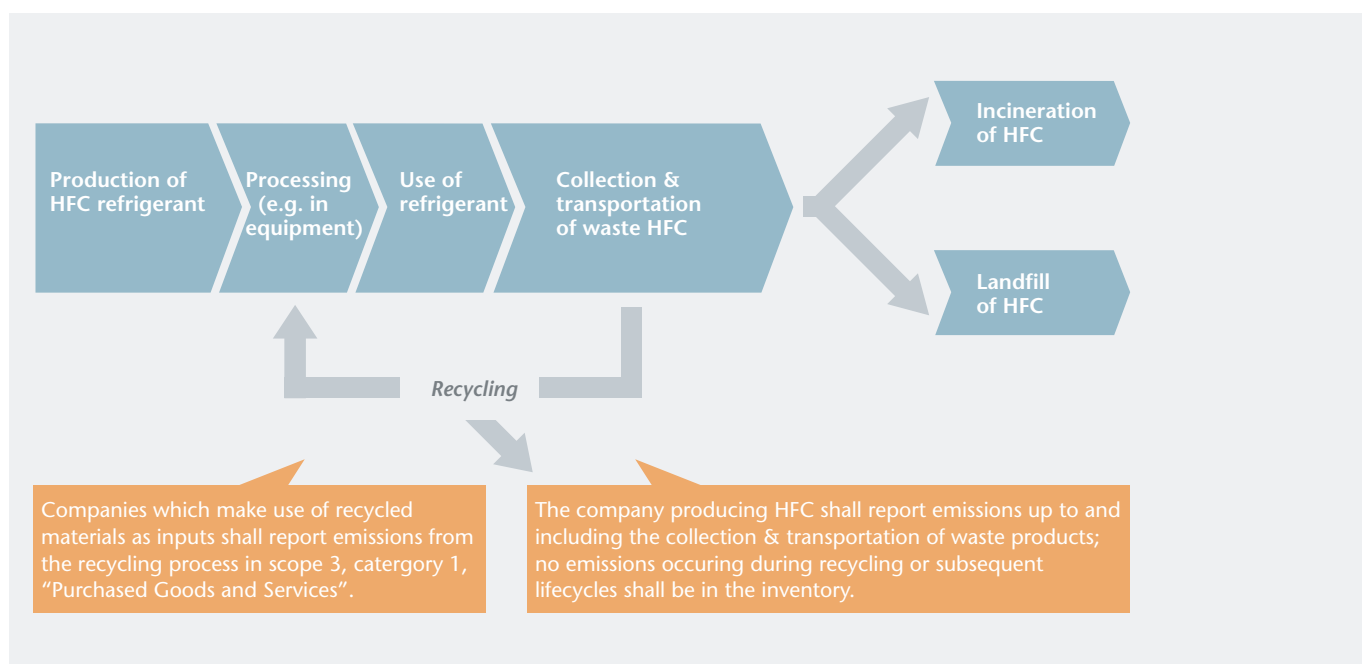 Production of
HFC refrigerant
Processing
(e.g. in
equipment)
Use of
refrigerant
Collection &
transportation
of waste HFC
Incineration
of HFC
Landfill
of HFC
Recycling
Companies which make use of recycled
materials as inputs shall report emissions from
the recycling process in scope 3, catergory 1,
“Purchased Goods and Services”.
The company producing HFC shall report emissions up to and
including the collection & transportation of waste products;
no emissions occuring during recycling or subsequent
lifecycles shall be in the inventory.